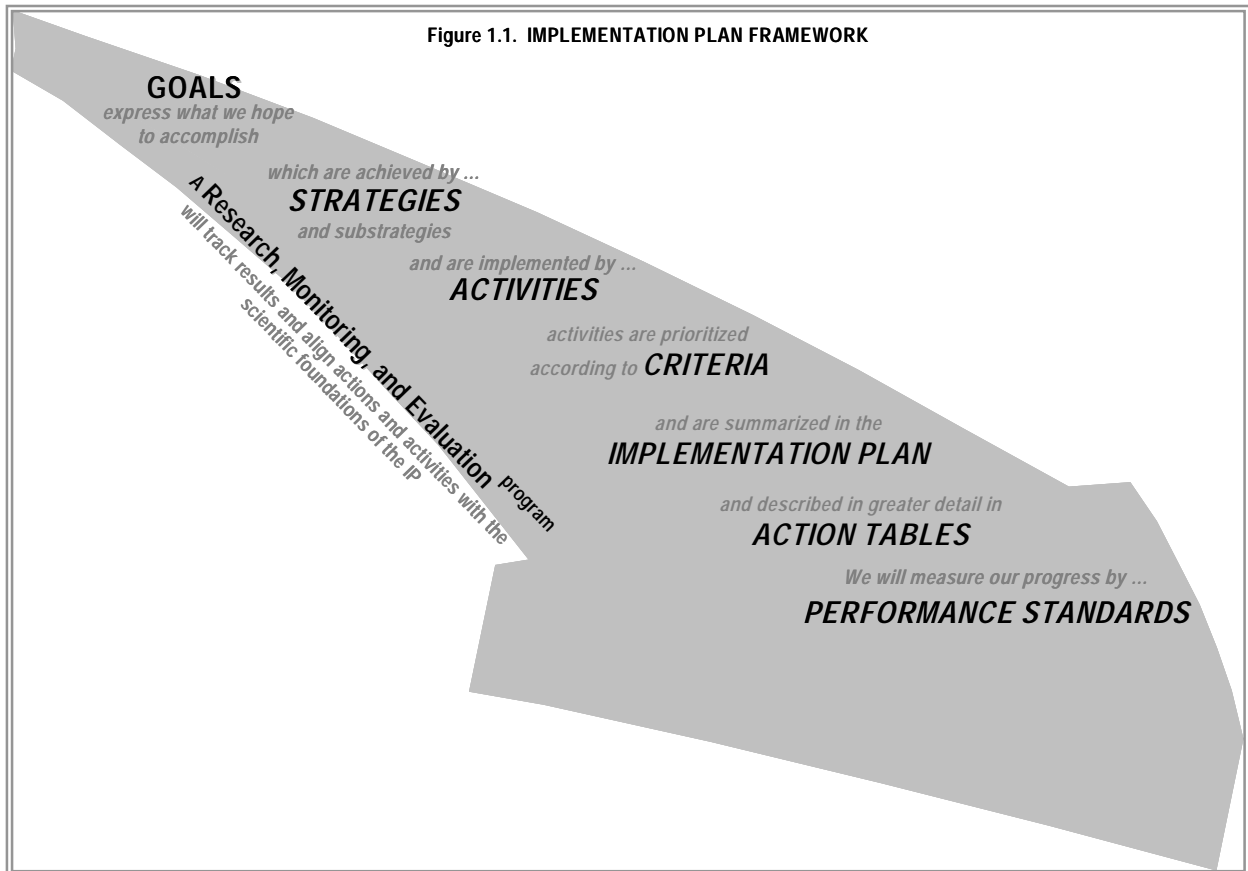 Figure 1.1. IMPLEMENTATION PLAN FRAMEWORK
GOALS
express what we hope
to accomplish
which are achieved by ...
STRATEGIES
and substrategies
and are implemented by ...
ACTIVITIES
activities are prioritized
according to CRITERIA
and are summarized in the
IMPLEMENTATION PLAN
and described in greater detail in
ACTION TABLES
We will measure our progress by ...
PERFORMANCE STANDARDS
A Research, Monitoring, and Evaluation program
will track results and align actions and activities with the
scientific foundations of the IP